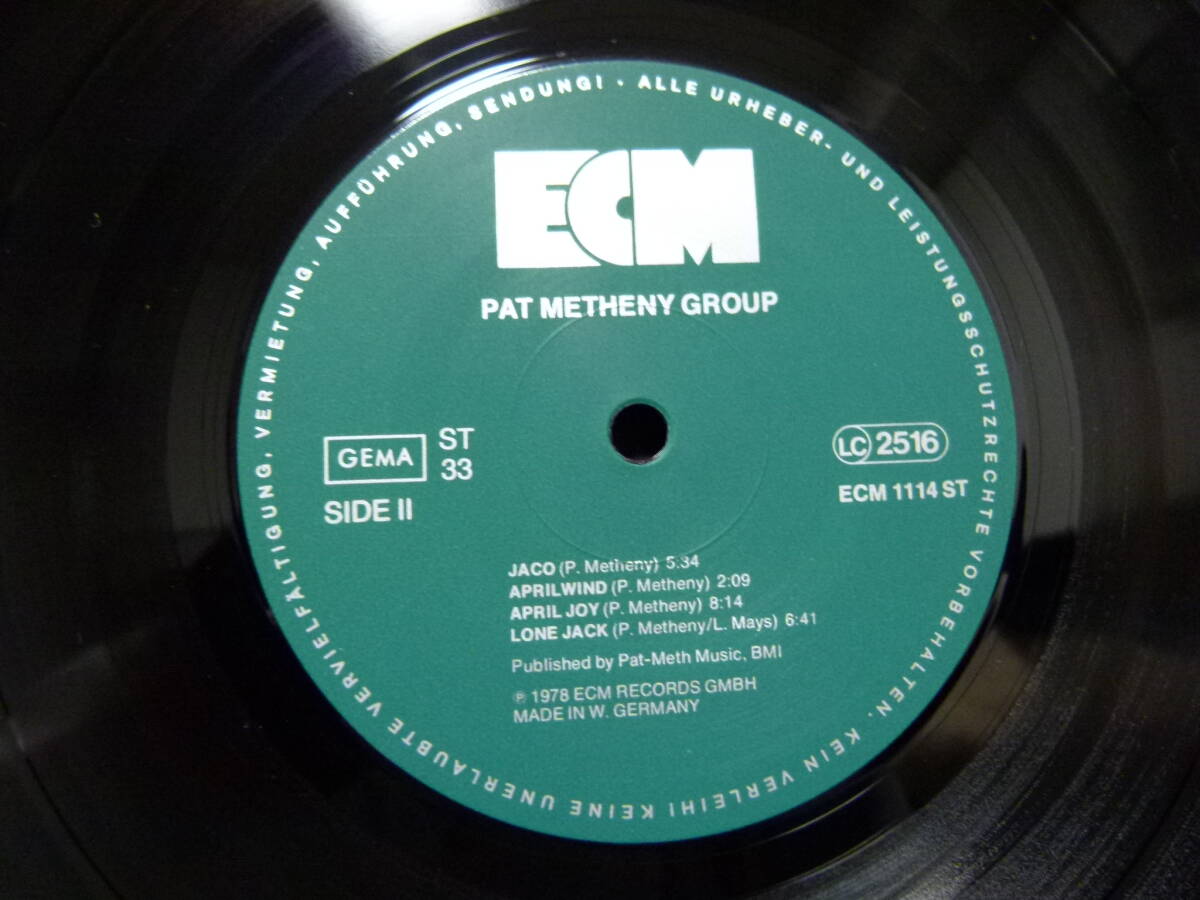 ALLE URHEBER- UND LEISTUNGSSCHUTZRECHTE VORBEHALTEN. KEIN VERLEIH! KEINE UNERLAUBTE VERVIELFÄLTIGUNG, VERMIETUNG, AUFFÜHRUNG, SENDUNG! ·
ECM
PAT METHENY GROUP
GEMA
ST
33
SIDE II
LC 2516
ECM 1114 ST
JACO (P. Metheny) 5:34
APRILWIND (P. Metheny) 2:09
APRIL JOY (P. Metheny) 8:14
LONE JACK (P. Metheny/L. Mays) 6:41
Published by Pat-Meth Music, BMI
℗ 1978 ECM RECORDS GMBH
MADE IN W. GERMANY